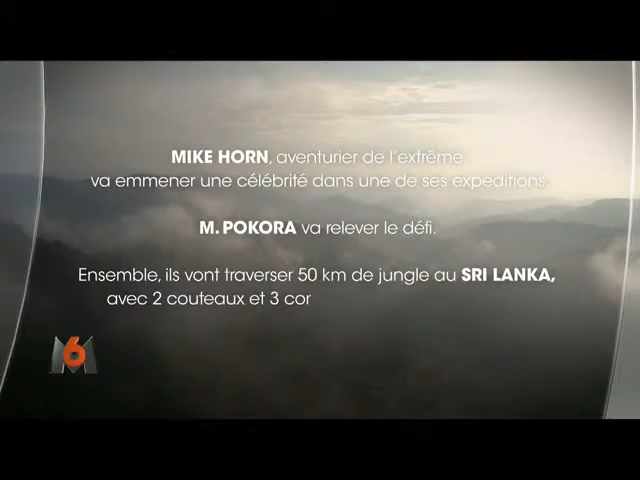 MIKE HORN, aventurier de l'extrême
va emmener une célébrité dans une de ses expeditions.
M. POKORA va relever le défi.
Ensemble, ils vont traverser 50 km de jungle au SRI LANKA,
avec 2 couteaux et 3 cor
M6